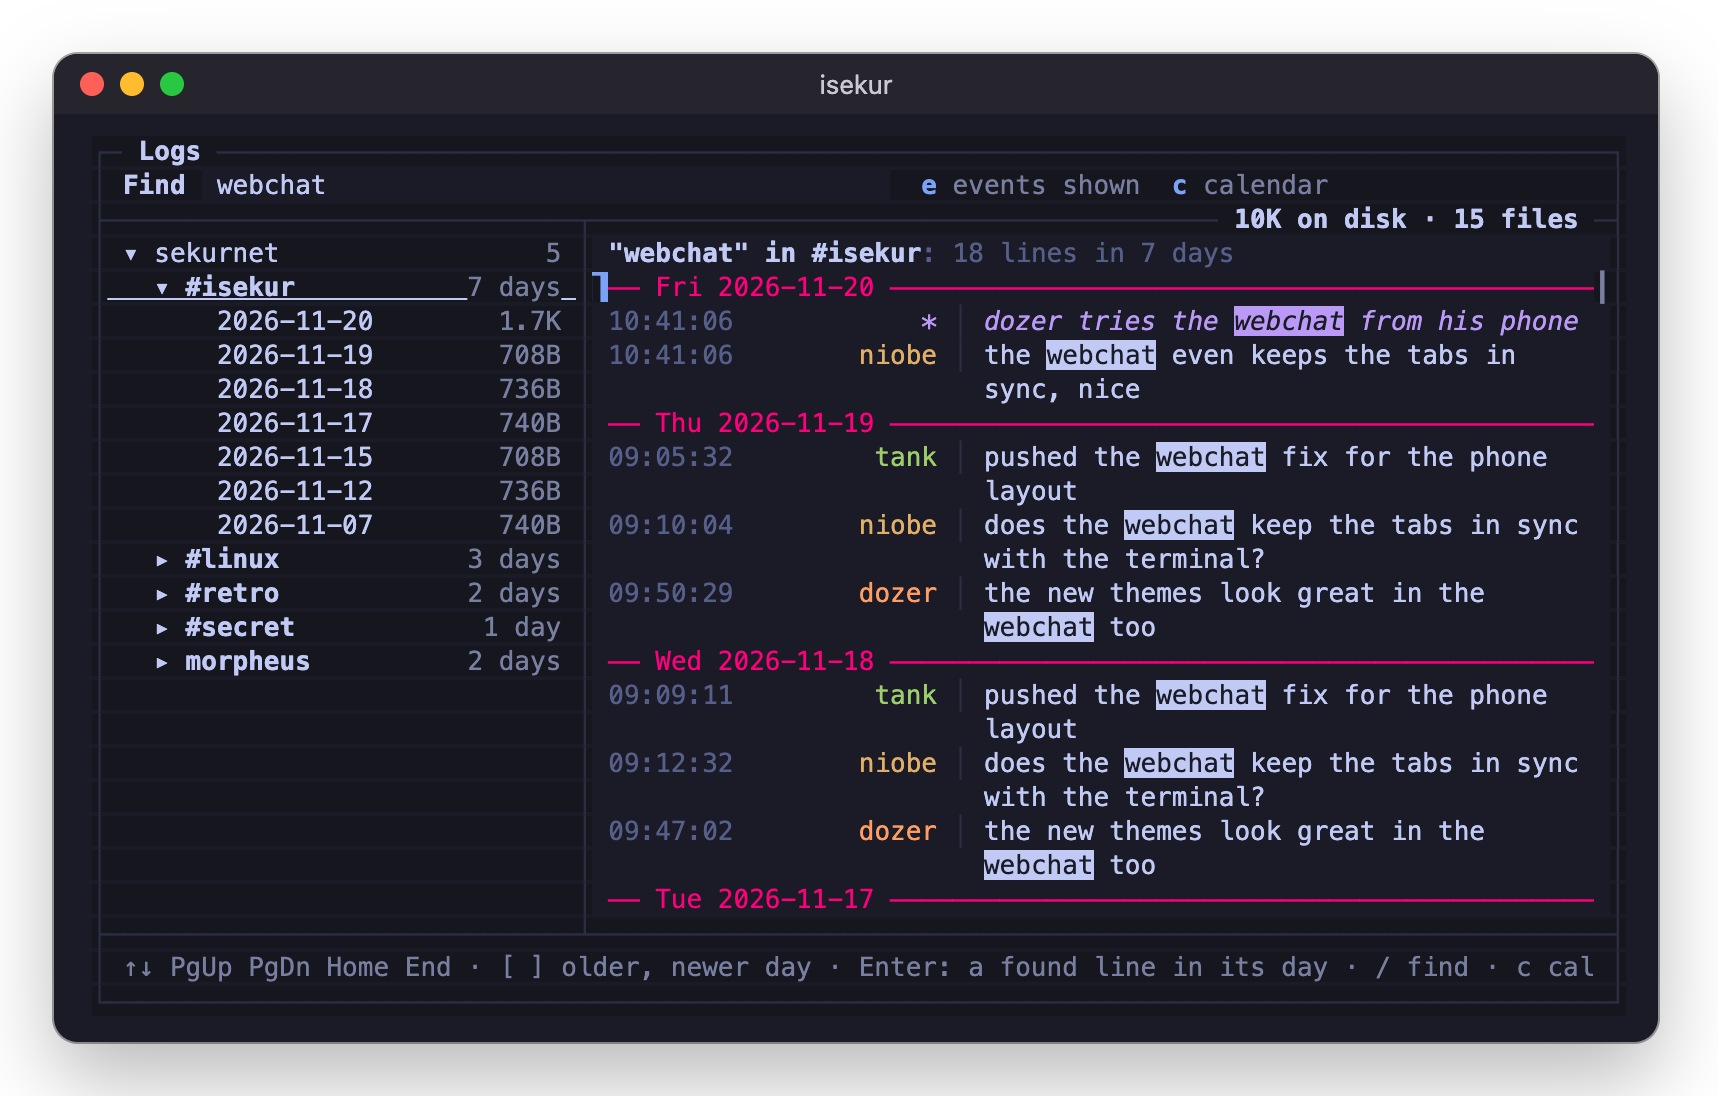 isekur
Logs
Find webchat e events shown c calendar
10K on disk · 15 files
▾ sekurnet 5
▾ #isekur 7 days
2026-11-20 1.7K
2026-11-19 708B
2026-11-18 736B
2026-11-17 740B
2026-11-15 708B
2026-11-12 736B
2026-11-07 740B
▸ #linux 3 days
▸ #retro 2 days
▸ #secret 1 day
▸ morpheus 2 days
"webchat" in #isekur: 18 lines in 7 days
Fri 2026-11-20
10:41:06 * dozer tries the webchat from his phone
10:41:06 niobe the webchat even keeps the tabs in
sync, nice
Thu 2026-11-19
09:05:32 tank pushed the webchat fix for the phone
layout
09:10:04 niobe does the webchat keep the tabs in sync
with the terminal?
09:50:29 dozer the new themes look great in the
webchat too
Wed 2026-11-18
09:09:11 tank pushed the webchat fix for the phone
layout
09:12:32 niobe does the webchat keep the tabs in sync
with the terminal?
09:47:02 dozer the new themes look great in the
webchat too
Tue 2026-11-17
↑↓ PgUp PgDn Home End · [ ] older, newer day · Enter: a found line in its day · / find · c cal